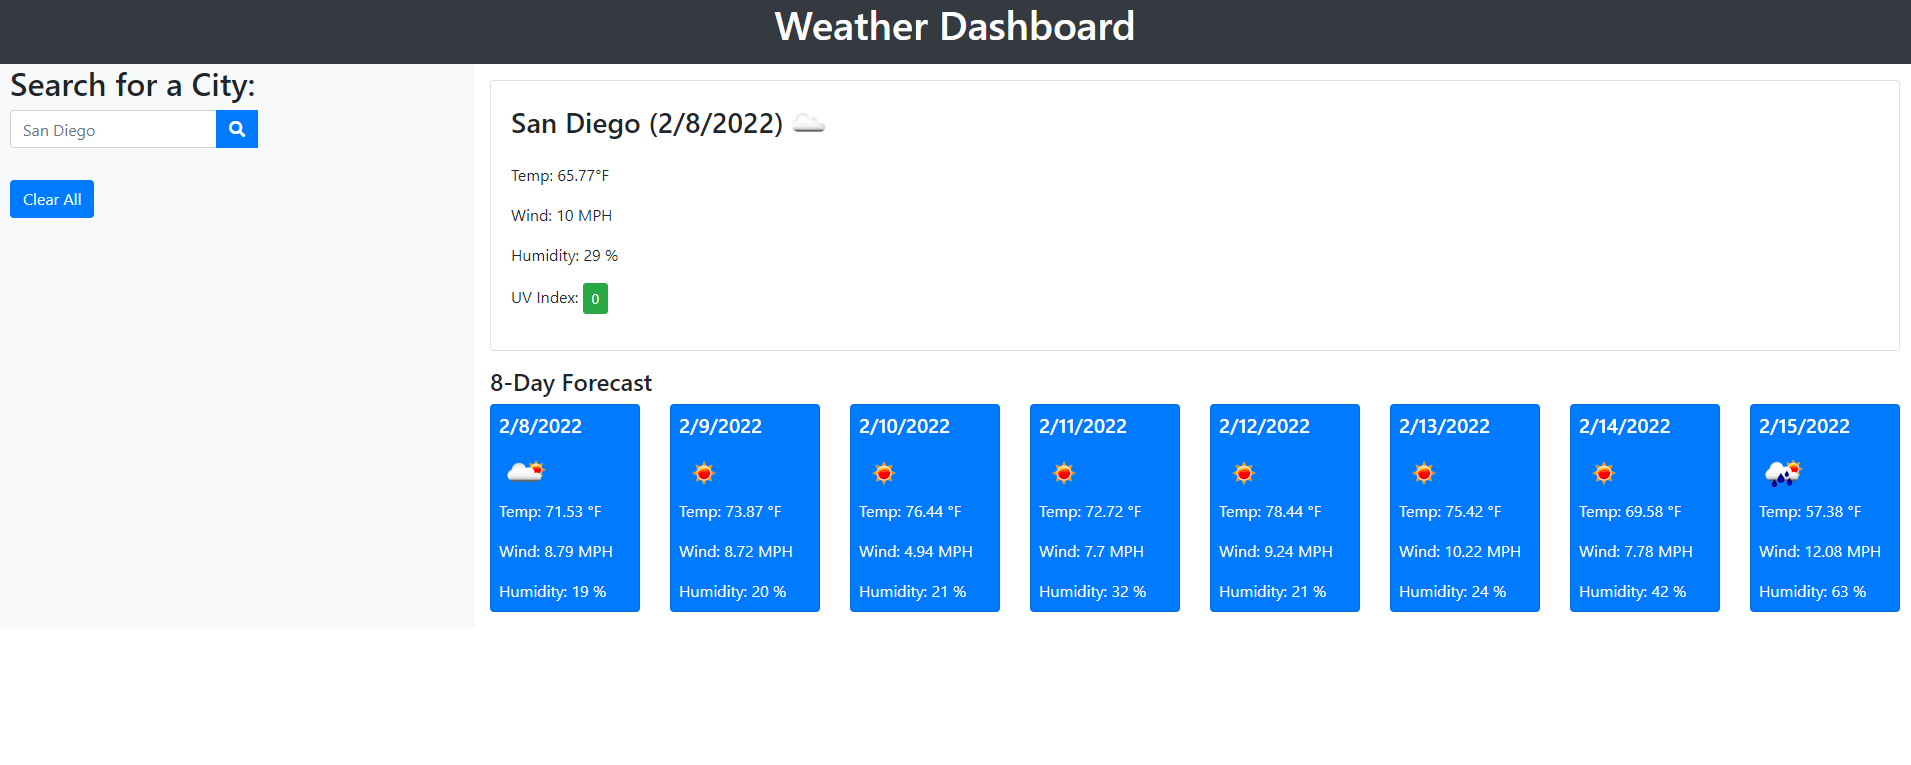 Weather Dashboard
Search for a City:
San Diego
Clear All
San Diego (2/8/2022)
Temp: 65.77°F
Wind: 10 MPH
Humidity: 29 %
UV Index: 0
8-Day Forecast
2/8/2022
Temp: 71.53 °F
Wind: 8.79 MPH
Humidity: 19 %
2/9/2022
Temp: 73.87 °F
Wind: 8.72 MPH
Humidity: 20 %
2/10/2022
Temp: 76.44 °F
Wind: 4.94 MPH
Humidity: 21 %
2/11/2022
Temp: 72.72 °F
Wind: 7.7 MPH
Humidity: 32 %
2/12/2022
Temp: 78.44 °F
Wind: 9.24 MPH
Humidity: 21 %
2/13/2022
Temp: 75.42 °F
Wind: 10.22 MPH
Humidity: 24 %
2/14/2022
Temp: 69.58 °F
Wind: 7.78 MPH
Humidity: 42 %
2/15/2022
Temp: 57.38 °F
Wind: 12.08 MPH
Humidity: 63 %